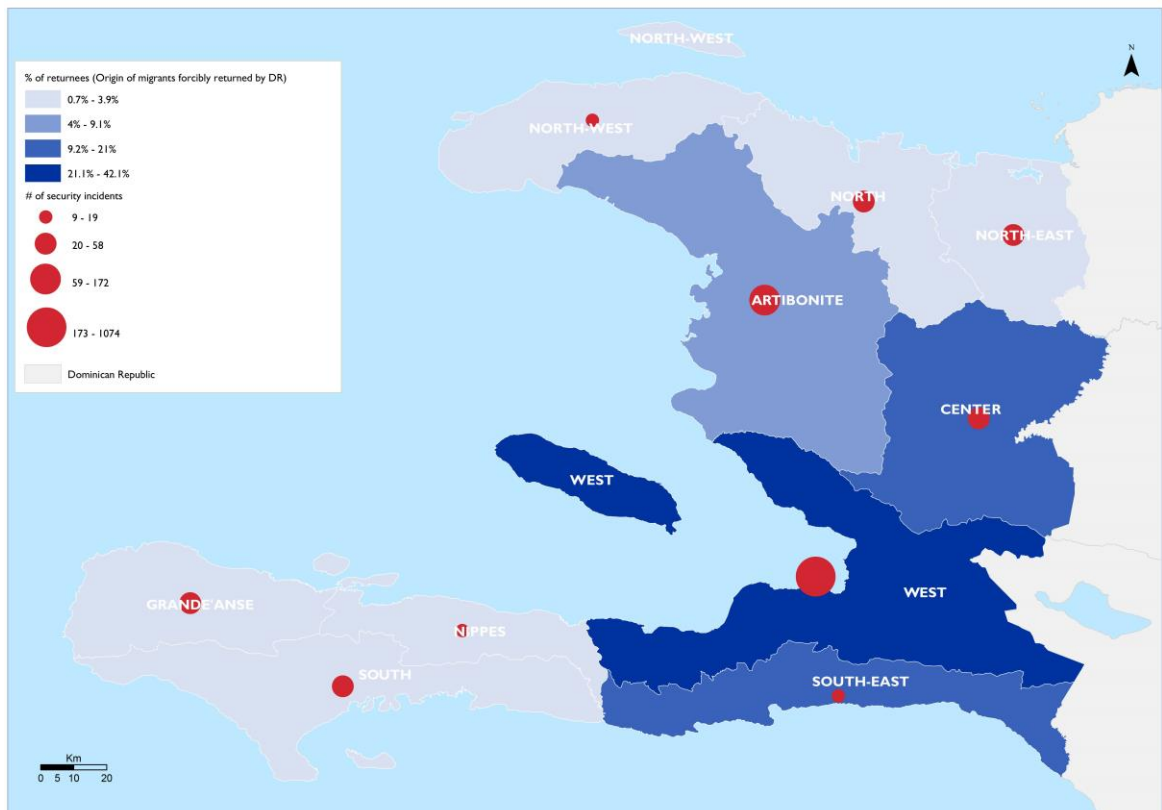 NORTH-WEST
N
% of returnees (Origin of migrants forcibly returned by DR)
0.7% - 3.9%
4% - 9.1%
9.2% - 21%
21.1% - 42.1%
# of security incidents
9 - 19
20 - 58
59 - 172
173 - 1074
Dominican Republic
NORTH-WEST
NORTH
NORTH-EAST
ARTIBONITE
CENTER
WEST
WEST
GRANDE'ANSE
NIPPES
SOUTH
SOUTH-EAST
Km
0 5 10 20